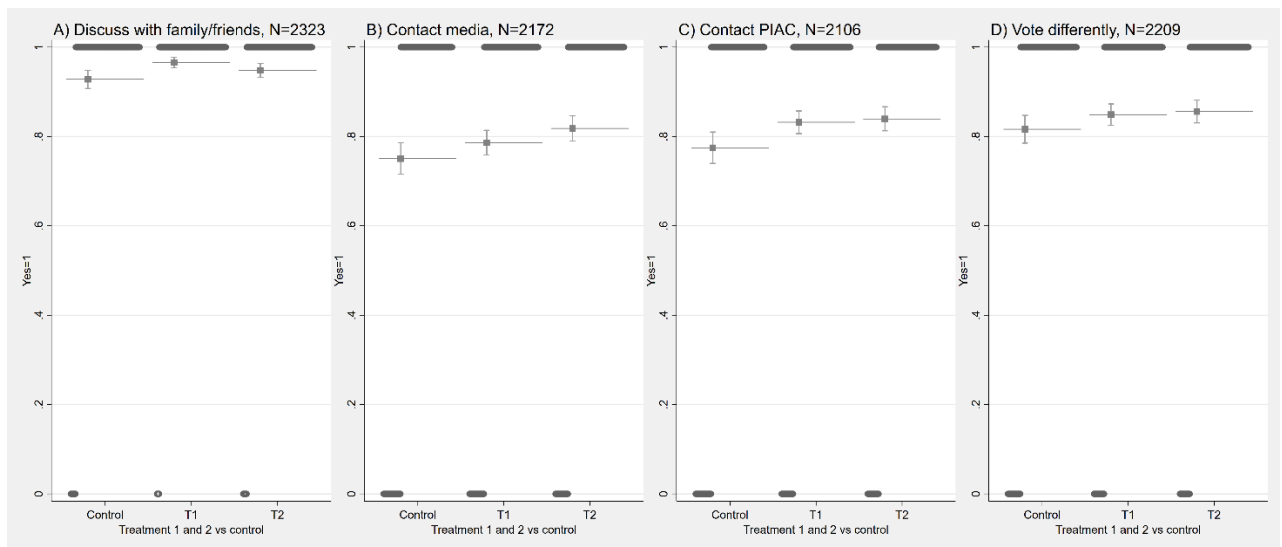 A) Discuss with family/friends, N=2323
1
.8
.6
.4
.2
0
Yes=1
Control T1 T2
Treatment 1 and 2 vs control
B) Contact media, N=2172
1
.8
.6
.4
.2
0
Yes=1
Control T1 T2
Treatment 1 and 2 vs control
C) Contact PIAC, N=2106
1
.8
.6
.4
.2
0
Yes=1
Control T1 T2
Treatment 1 and 2 vs control
D) Vote differently, N=2209
1
.8
.6
.4
.2
0
Yes=1
Control T1 T2
Treatment 1 and 2 vs control